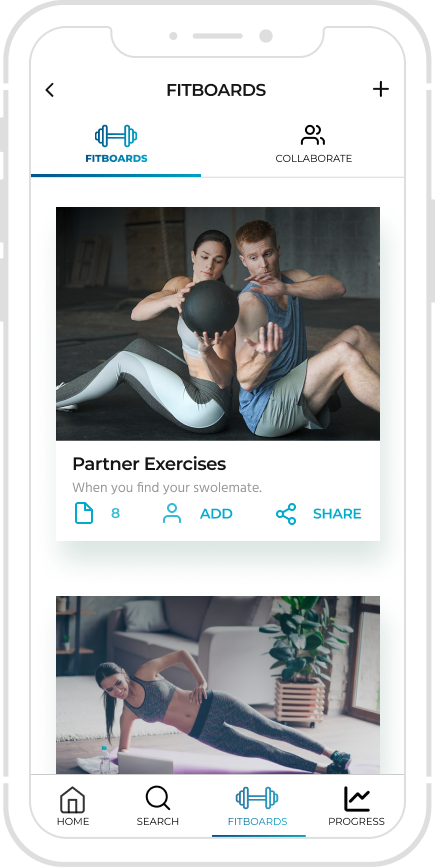 FITBOARDS
FITBOARDS
COLLABORATE
Partner Exercises
When you find your swolemate.
8 ADD SHARE
HOME SEARCH FITBOARDS PROGRESS